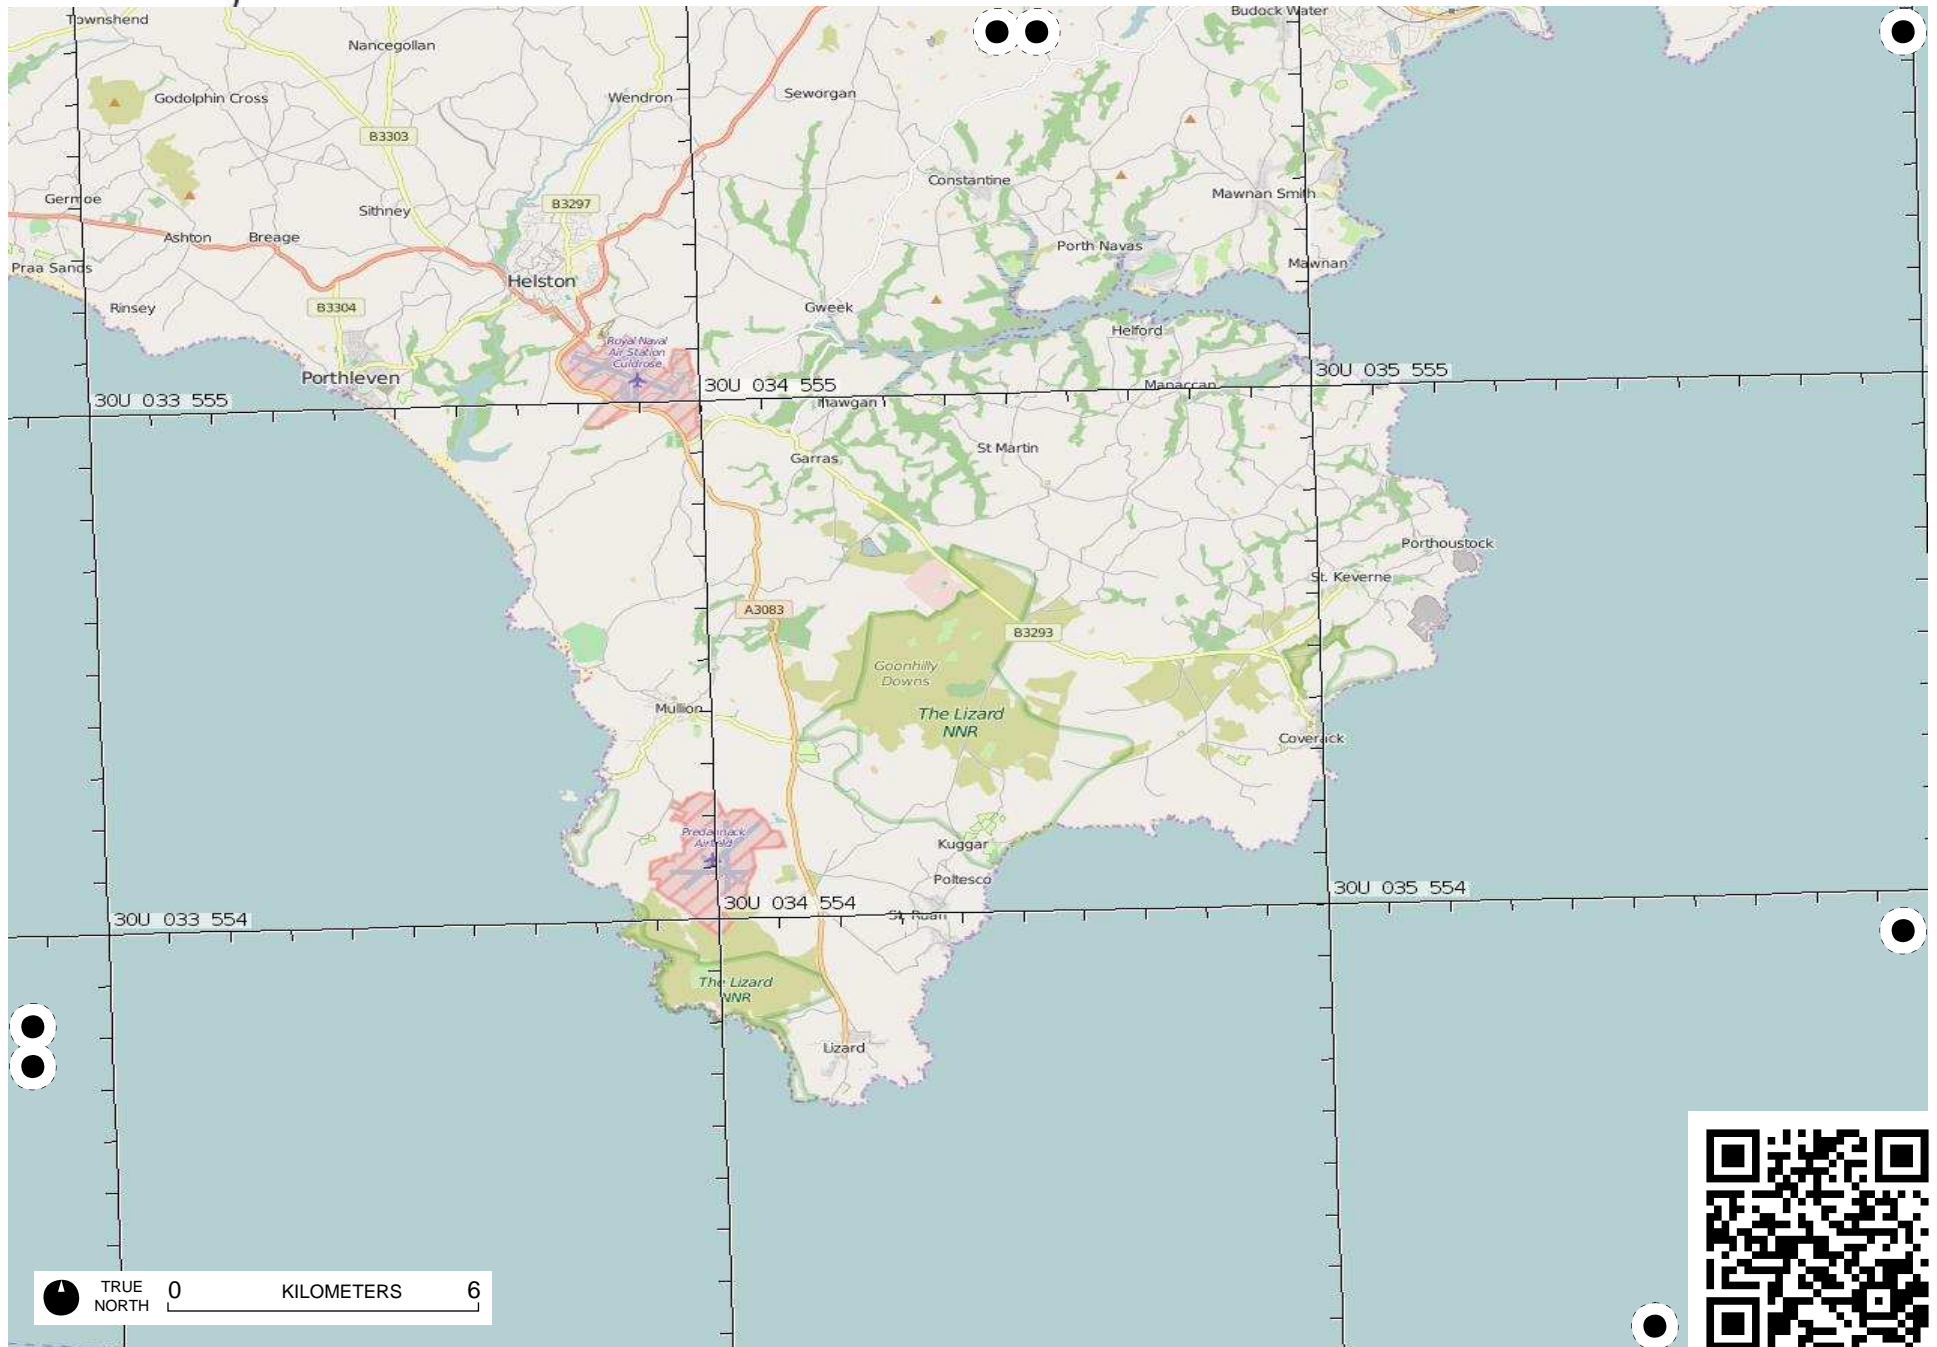 Townshend
Budock Water
Nancegollan
Godolphin Cross
Wendron
Seworgan
B3303
Constantine
Mawnan Smith
Germoe
Sithney
B3297
Ashton
Breage
Porth Navas
Praa Sands
Helston
Mawnan
Rinsey
B3304
Gweek
Helford
Royal Naval
Air Station
Culdrose
Porthleven
30U 034 555
Manaccan
30U 035 555
30U 033 555
Mawgan
Garras
St Martin
Porthoustock
St. Keverne
A3083
B3293
Goonhilly
Downs
Mullion
The Lizard
NNR
Coverack
Predannack
Airfield
Kuggar
Poltesco
30U 035 554
30U 034 554
St. Ruan
30U 033 554
The Lizard
NNR
Lizard
TRUE
NORTH
0 KILOMETERS 6